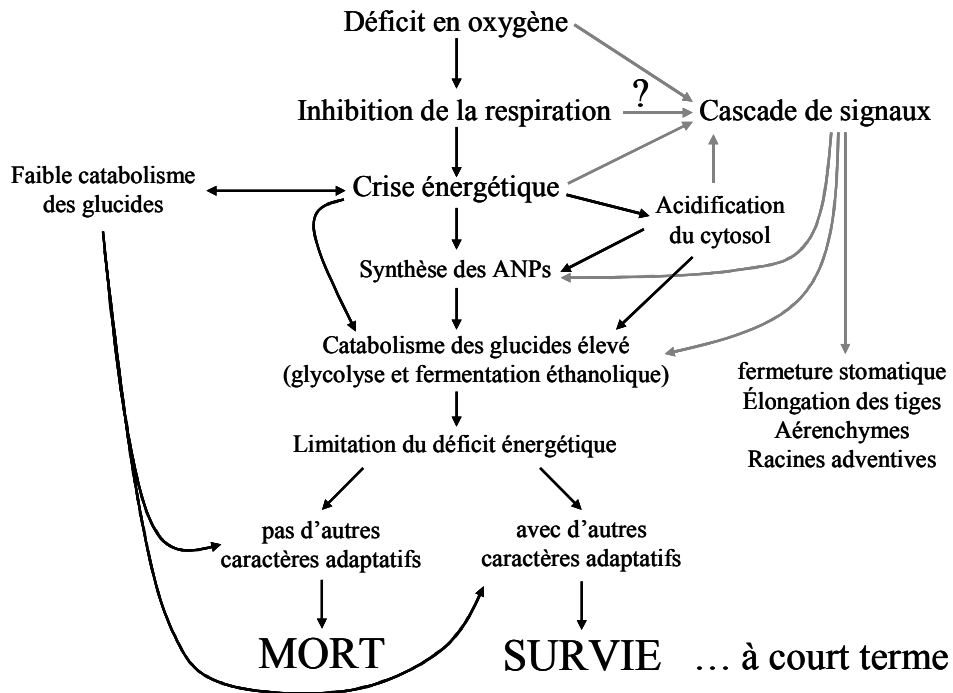 Déficit en oxygène
?
Inhibition de la respiration
Cascade de signaux
Faible catabolisme
des glucides
Crise énergétique
Acidification
du cytosol
Synthèse des ANPs
Catabolisme des glucides élevé
(glycolyse et fermentation éthanolique)
fermeture stomatique
Élongation des tiges
Aérenchymes
Racines adventives
Limitation du déficit énergétique
pas d'autres
caractères adaptatifs
avec d'autres
caractères adaptatifs
MORT
SURVIE
… à court terme